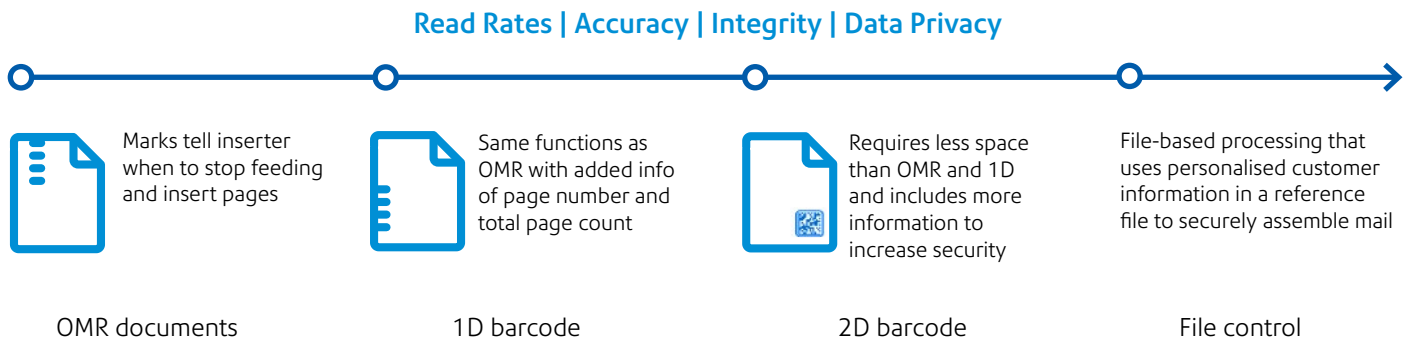 Read Rates | Accuracy | Integrity | Data Privacy
Marks tell inserter
when to stop feeding
and insert pages
Same functions as
OMR with added info
of page number and
total page count
Requires less space
than OMR and 1D
and includes more
information to
increase security
File-based processing that
uses personalised customer
information in a reference
file to securely assemble mail
OMR documents
1D barcode
2D barcode
File control